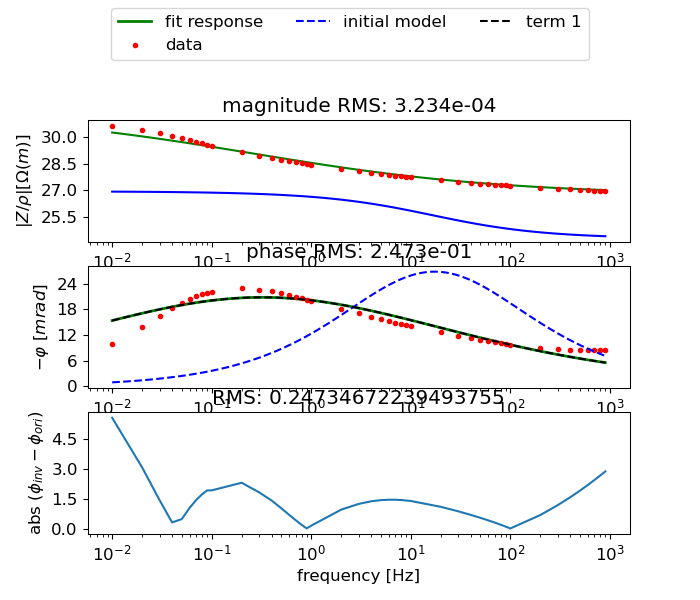 fit response   initial model   term 1
data
magnitude RMS: 3.234e-04
|Z/ρ|[Ω(m)]
30.0
28.5
27.0
25.5
10⁻² 10⁻¹ 10⁰ 10¹ 10² 10³
phase RMS: 2.473e-01
−φ [mrad]
24
18
12
6
0
10⁻² 10⁻¹ 10⁰ 10¹ 10² 10³
RMS: 0.24734672239493755
abs (ϕ_inv − ϕ_ori)
4.5
3.0
1.5
0.0
10⁻² 10⁻¹ 10⁰ 10¹ 10² 10³
frequency [Hz]